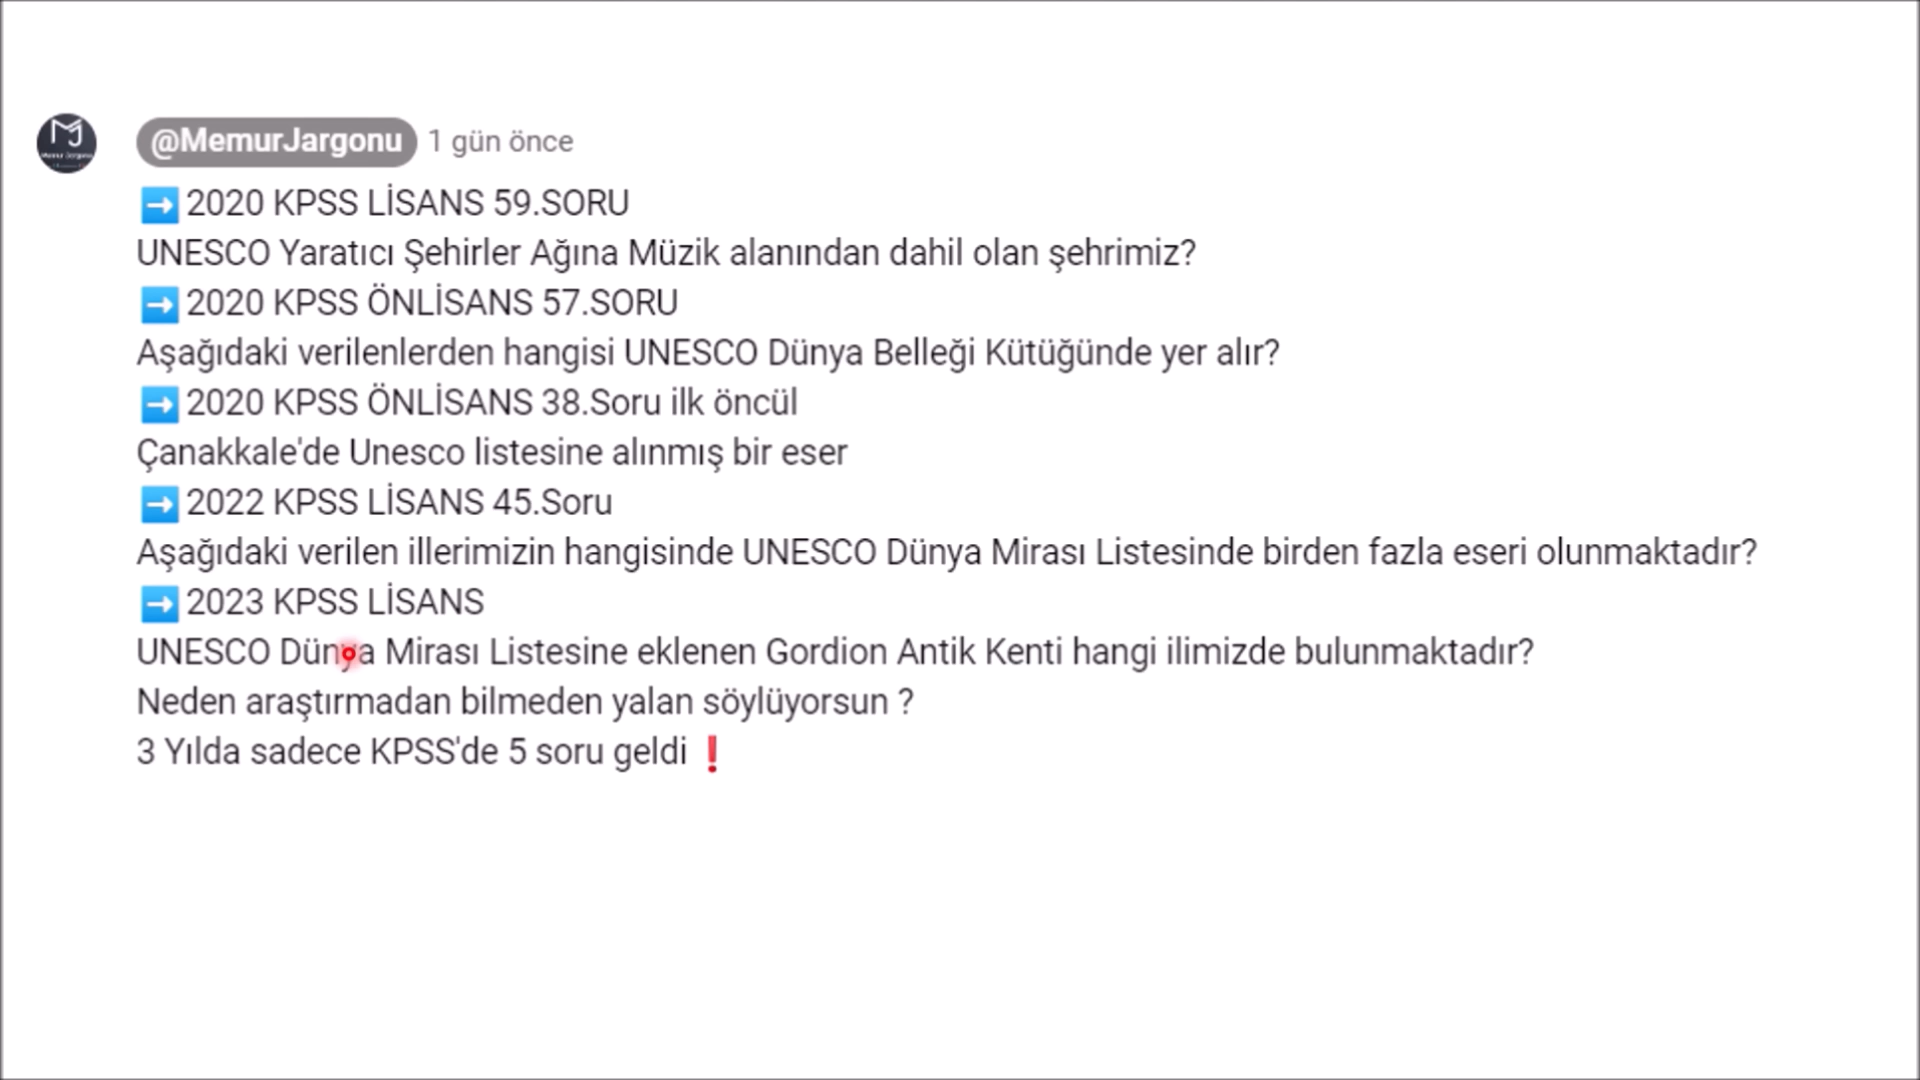 @MemurJargonu 1 gün önce
➡️ 2020 KPSS LİSANS 59.SORU
UNESCO Yaratıcı Şehirler Ağına Müzik alanından dahil olan şehrimiz?
➡️ 2020 KPSS ÖNLİSANS 57.SORU
Aşağıdaki verilenlerden hangisi UNESCO Dünya Belleği Kütüğünde yer alır?
➡️ 2020 KPSS ÖNLİSANS 38.Soru ilk öncül
Çanakkale'de Unesco listesine alınmış bir eser
➡️ 2022 KPSS LİSANS 45.Soru
Aşağıdaki verilen illerimizin hangisinde UNESCO Dünya Mirası Listesinde birden fazla eseri olunmaktadır?
➡️ 2023 KPSS LİSANS
UNESCO Dünya Mirası Listesine eklenen Gordion Antik Kenti hangi ilimizde bulunmaktadır?
Neden araştırmadan bilmeden yalan söylüyorsun ?
3 Yılda sadece KPSS'de 5 soru geldi ❗